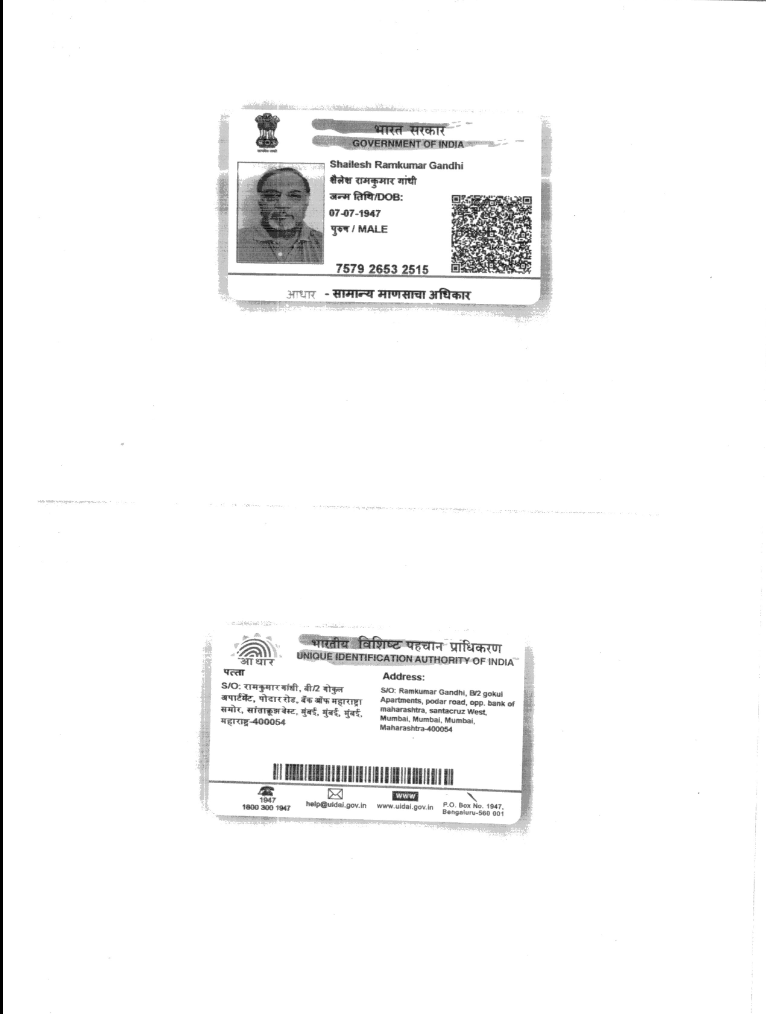 भारत सरकार
GOVERNMENT OF INDIA
Shailesh Ramkumar Gandhi
शैलेश रामकुमार गांधी
जन्म तिथि/DOB:
07-07-1947
पुरुष / MALE
7579 2653 2515
आधार - सामान्य माणसाचा अधिकार
भारतीय विशिष्ट पहचान प्राधिकरण
UNIQUE IDENTIFICATION AUTHORITY OF INDIA
आधार
पत्ता
S/O: रामकुमार गांधी, बी/2 गोकुल
अपार्टमेंट, पोदार रोड, बैंक ऑफ महाराष्ट्रा
समोर, सांताक्रूझ वेस्ट, मुंबई, मुंबई, मुंबई,
महाराष्ट्र-400054
Address:
S/O: Ramkumar Gandhi, B/2 gokul
Apartments, podar road, opp. bank of
maharashtra, santacruz West,
Mumbai, Mumbai, Mumbai,
Maharashtra-400054
1947
1800 300 1947
help@uidai.gov.in
WWW
www.uidai.gov.in
P.O. Box No. 1947,
Bengaluru-560 001